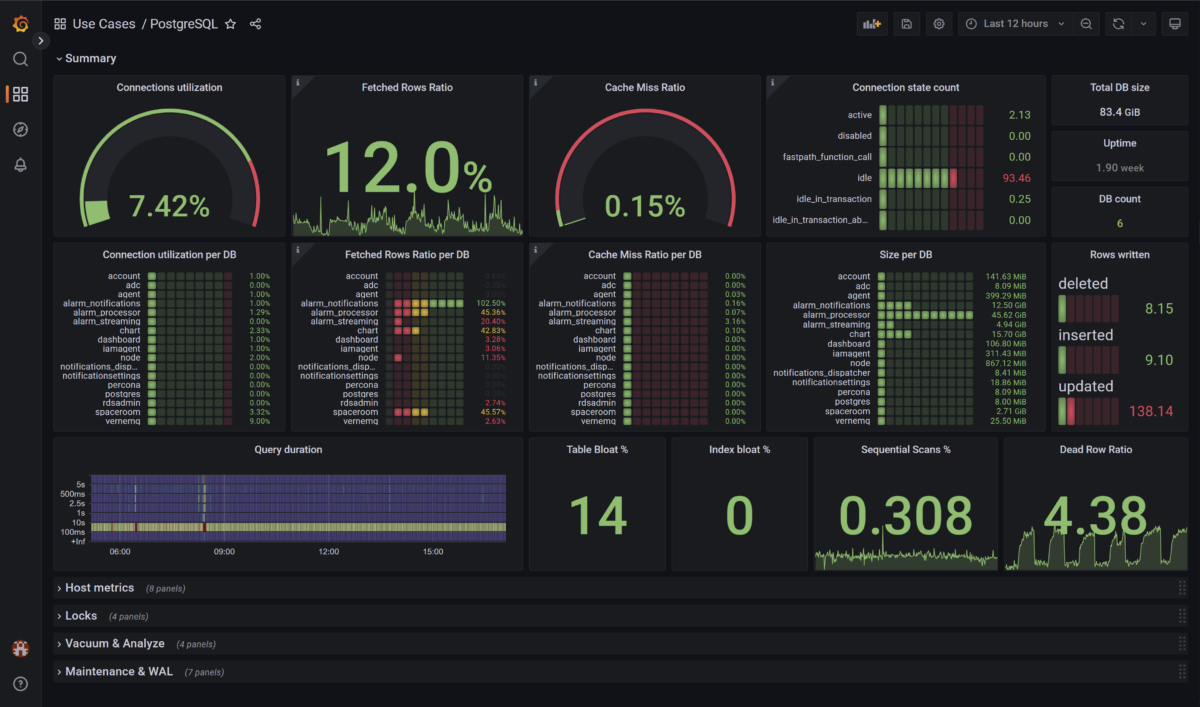 Use Cases / PostgreSQL
Last 12 hours
Summary
Connections utilization
7.42%
Fetched Rows Ratio
12.0%
Cache Miss Ratio
0.15%
Connection state count
active 2.13
disabled 0.00
fastpath_function_call 0.00
idle 93.46
idle_in_transaction 0.25
idle_in_transaction_ab... 0.00
Total DB size
83.4 GiB
Uptime
1.90 week
DB count
6
Connection utilization per DB
account 1.00%
adc 0.00%
agent 1.00%
alarm_notifications 1.00%
alarm_processor 1.29%
alarm_streaming 0.00%
chart 2.33%
dashboard 1.00%
iamagent 1.00%
node 2.00%
notifications_disp... 0.00%
notificationsettings 0.00%
percona 0.00%
postgres 0.00%
rdsadmin 0.00%
spaceroom 3.32%
vernemq 9.00%
Fetched Rows Ratio per DB
account
adc
agent
alarm_notifications 102.50%
alarm_processor 45.36%
alarm_streaming 20.40%
chart 42.83%
dashboard 3.28%
iamagent 3.06%
node 11.35%
notifications_disp...
notificationsettings
percona
postgres
rdsadmin 2.74%
spaceroom 45.57%
vernemq 2.63%
Cache Miss Ratio per DB
account 0.00%
adc 0.00%
agent 0.03%
alarm_notifications 0.16%
alarm_processor 0.07%
alarm_streaming 3.16%
chart 0.10%
dashboard 0.00%
iamagent 0.00%
node 0.00%
notifications_disp... 0.00%
notificationsettings 0.00%
percona 0.00%
postgres 0.00%
rdsadmin 0.00%
spaceroom 0.00%
vernemq 0.00%
Size per DB
account 141.63 MiB
adc 8.09 MiB
agent 399.29 MiB
alarm_notifications 12.50 GiB
alarm_processor 45.62 GiB
alarm_streaming 4.94 GiB
chart 15.70 GiB
dashboard 106.80 MiB
iamagent 311.43 MiB
node 867.12 MiB
notifications_dispatcher 8.41 MiB
notificationsettings 18.86 MiB
percona 8.09 MiB
postgres 8.00 MiB
spaceroom 2.71 GiB
vernemq 25.50 MiB
Rows written
deleted
8.15
inserted
9.10
updated
138.14
Query duration
5s
500ms
2.5s
1s
10s
100ms
+Inf
06:00 09:00 12:00 15:00
Table Bloat %
14
Index bloat %
0
Sequential Scans %
0.308
Dead Row Ratio
4.38
Host metrics (8 panels)
Locks (4 panels)
Vacuum & Analyze (4 panels)
Maintenance & WAL (7 panels)